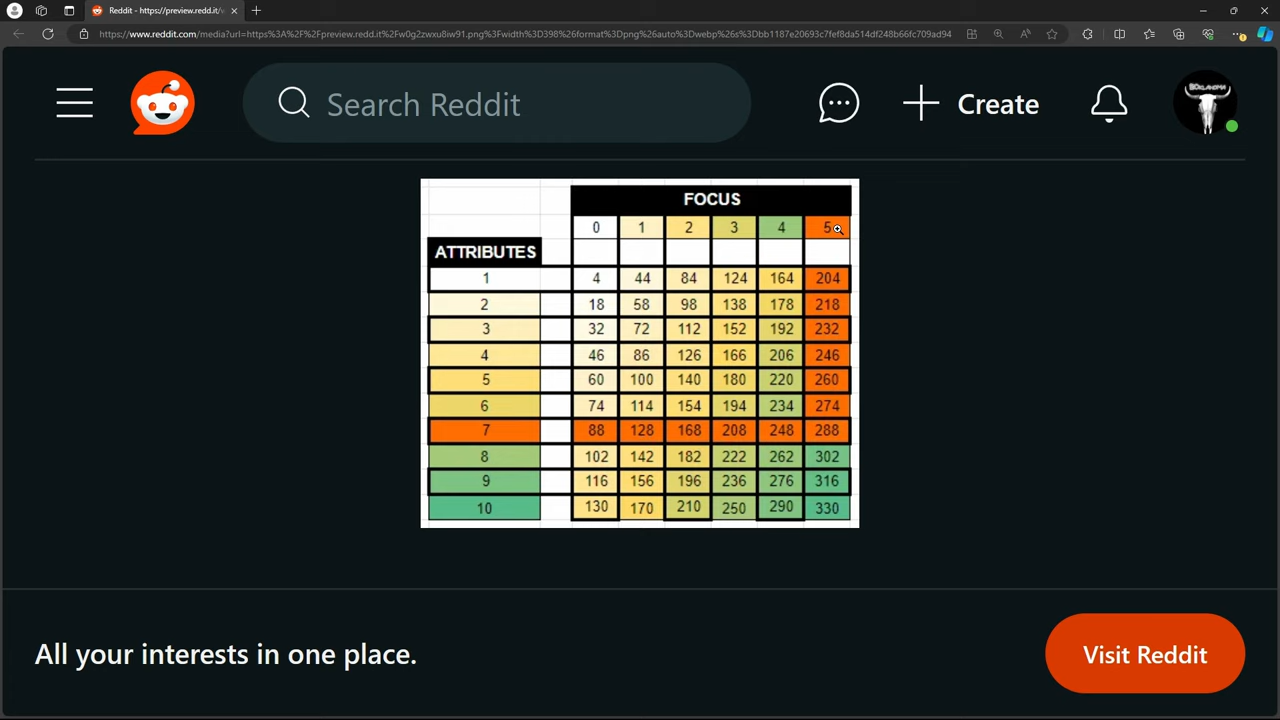 Reddit - https://preview.redd.it/
https://www.reddit.com/media?url=https%3A%2F%2Fpreview.redd.it%2Fw0g2zwxu8iw91.png%3Fwidth%3D398%26format%3Dpng%26auto%3Dwebp%26s%3Dbb1187e20693c7fef8da514df248b66fc709ad94
Search Reddit
Create
FOCUS
0 1 2 3 4 5
ATTRIBUTES
1 4 44 84 124 164 204
2 18 58 98 138 178 218
3 32 72 112 152 192 232
4 46 86 126 166 206 246
5 60 100 140 180 220 260
6 74 114 154 194 234 274
7 88 128 168 208 248 288
8 102 142 182 222 262 302
9 116 156 196 236 276 316
10 130 170 210 250 290 330
All your interests in one place.
Visit Reddit